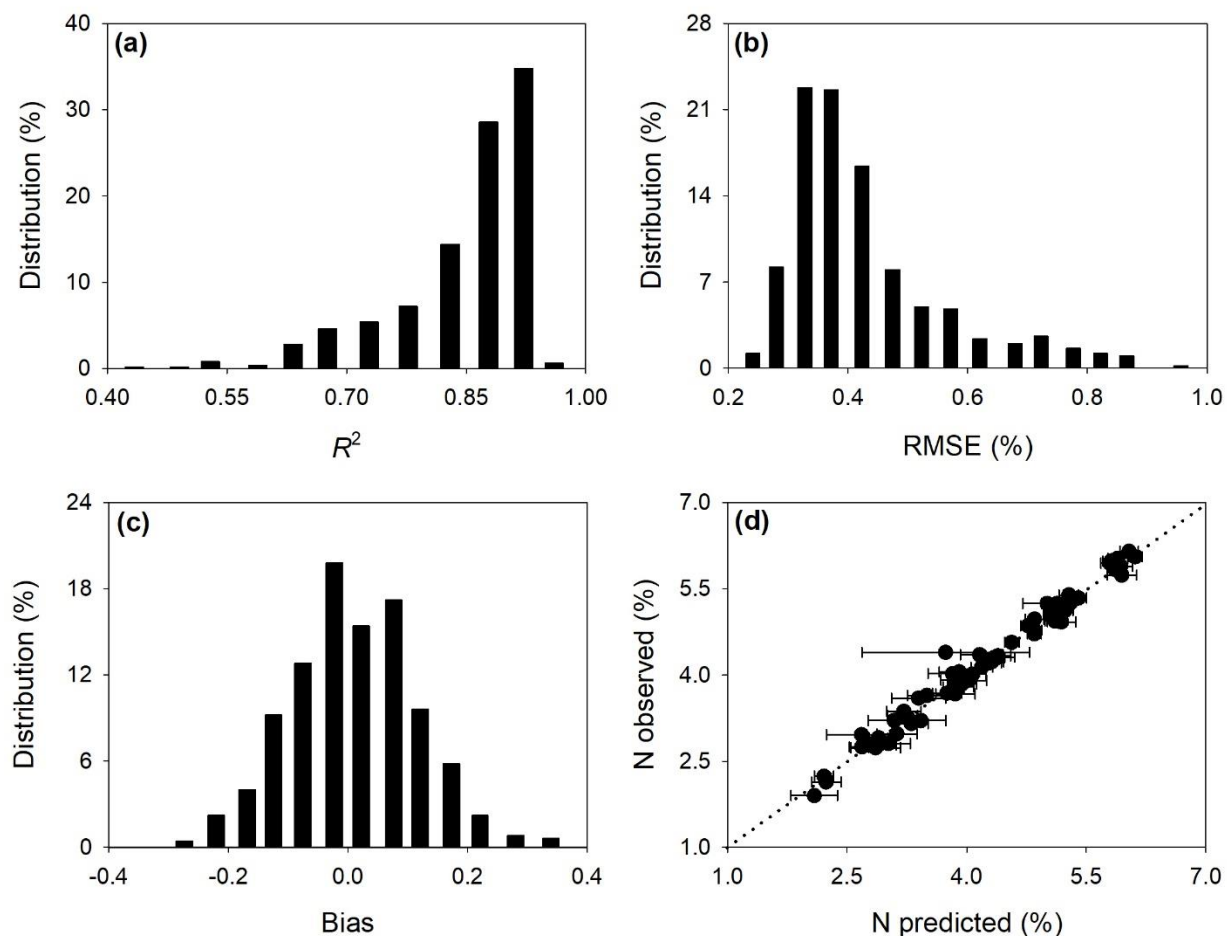 (a)
Distribution (%)
40
30
20
10
0
0.40 0.55 0.70 0.85 1.00
R²
(b)
Distribution (%)
28
21
14
7
0
0.2 0.4 0.6 0.8 1.0
RMSE (%)
(c)
Distribution (%)
24
18
12
6
0
-0.4 -0.2 0.0 0.2 0.4
Bias
(d)
N observed (%)
7.0
5.5
4.0
2.5
1.0
1.0 2.5 4.0 5.5 7.0
N predicted (%)